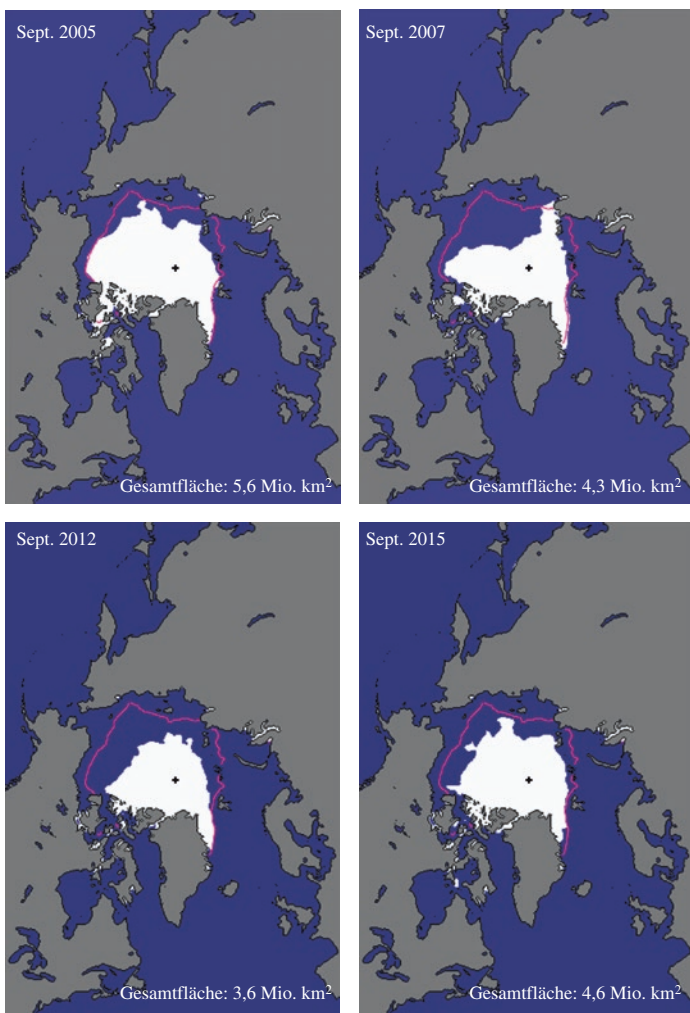 Sept. 2005
Gesamtfläche: 5,6 Mio. km²
Sept. 2007
Gesamtfläche: 4,3 Mio. km²
Sept. 2012
Gesamtfläche: 3,6 Mio. km²
Sept. 2015
Gesamtfläche: 4,6 Mio. km²